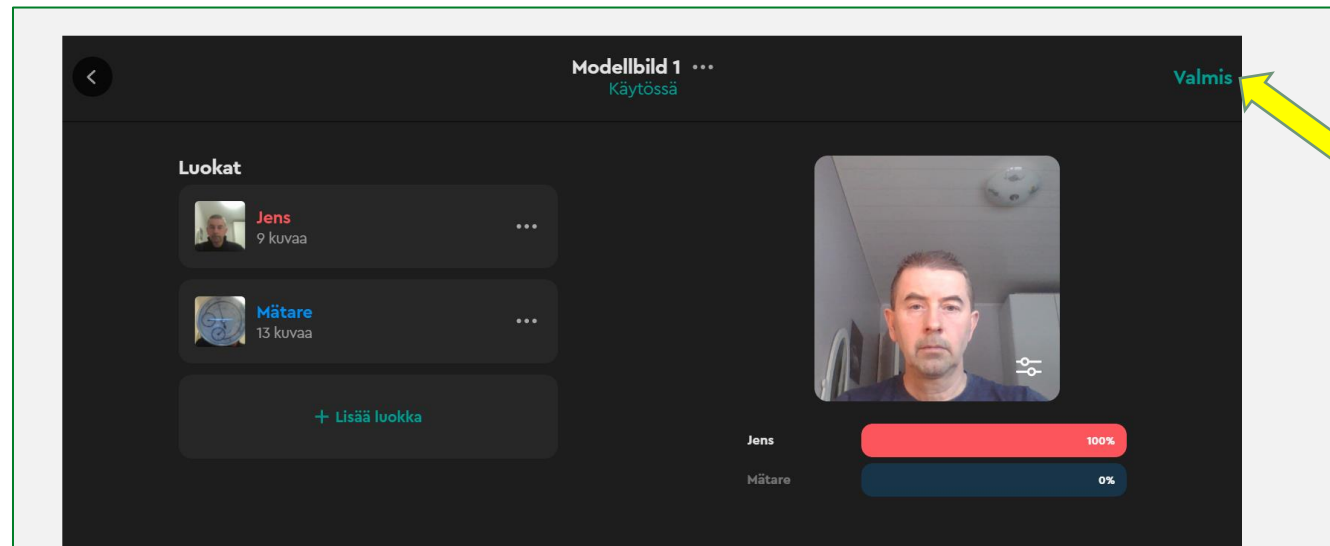 Modellbild 1 ...
Käytössä
Valmis
Luokat
Jens
9 kuvaa
Mätare
13 kuvaa
+ Lisää luokka
Jens 100%
Mätare 0%